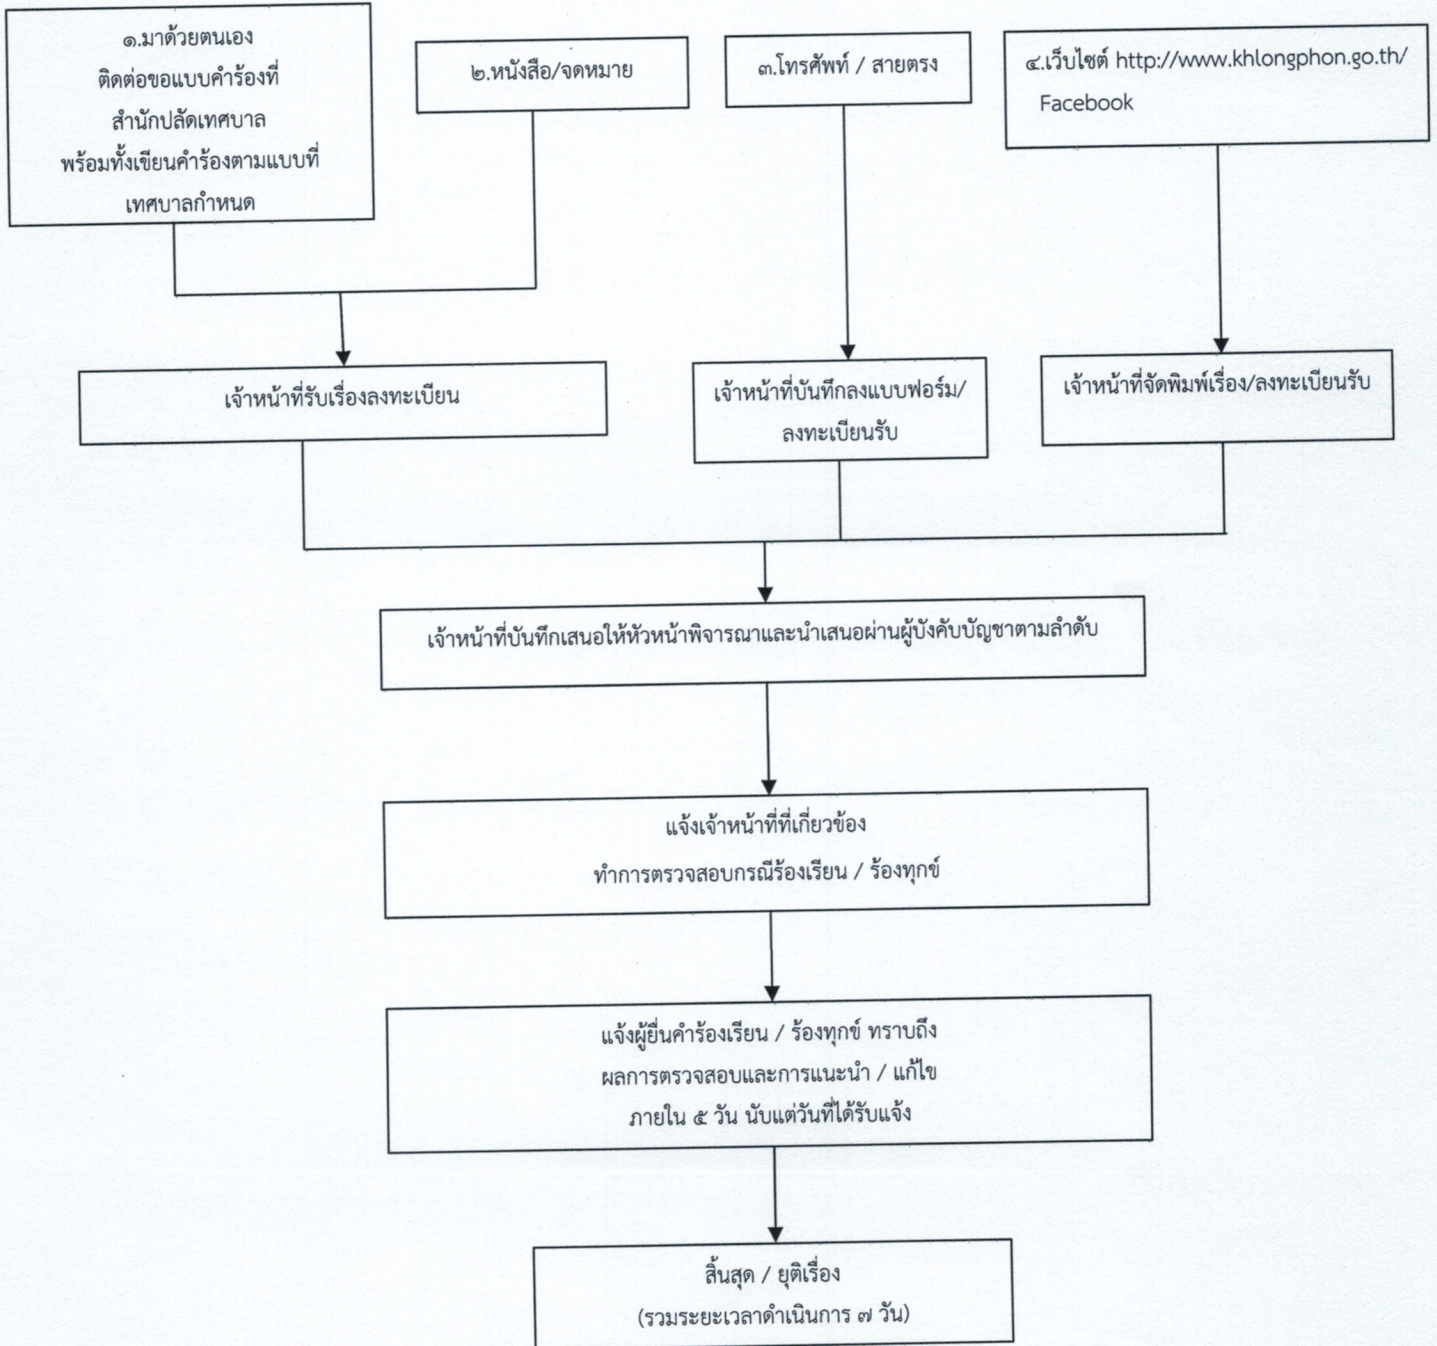 ๑.มาด้วยตนเอง
ติดต่อขอแบบคำร้องที่
สำนักปลัดเทศบาล
พร้อมทั้งเขียนคำร้องตามแบบที่
เทศบาลกำหนด
๒.หนังสือ/จดหมาย
๓.โทรศัพท์ / สายตรง
๔.เว็บไซต์ http://www.khlongphon.go.th/
Facebook
เจ้าหน้าที่รับเรื่องลงทะเบียน
เจ้าหน้าที่บันทึกลงแบบฟอร์ม/
ลงทะเบียนรับ
เจ้าหน้าที่จัดพิมพ์เรื่อง/ลงทะเบียนรับ
เจ้าหน้าที่บันทึกเสนอให้หัวหน้าพิจารณาและนำเสนอผ่านผู้บังคับบัญชาตามลำดับ
แจ้งเจ้าหน้าที่ที่เกี่ยวข้อง
ทำการตรวจสอบกรณีร้องเรียน / ร้องทุกข์
แจ้งผู้ยื่นคำร้องเรียน / ร้องทุกข์ ทราบถึง
ผลการตรวจสอบและการแนะนำ / แก้ไข
ภายใน ๕ วัน นับแต่วันที่ได้รับแจ้ง
สิ้นสุด / ยุติเรื่อง
(รวมระยะเวลาดำเนินการ ๗ วัน)